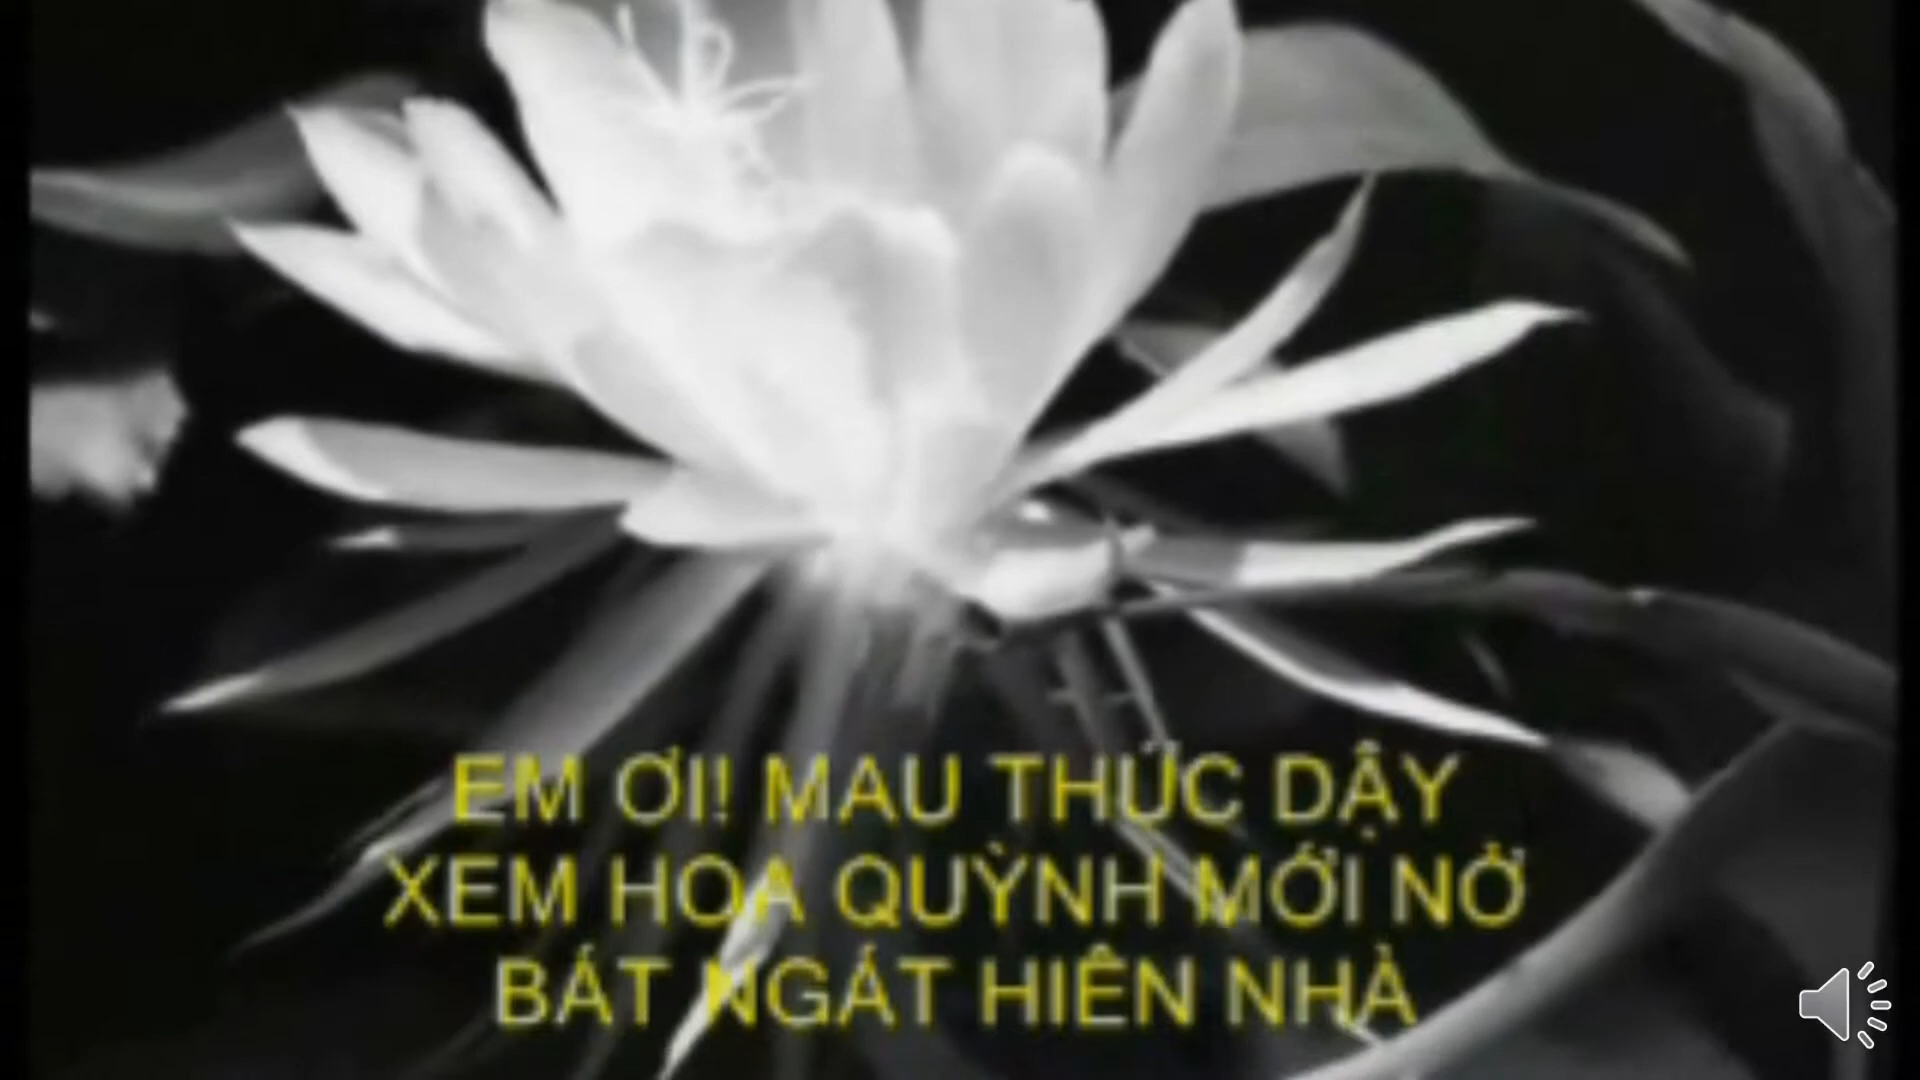 EM ƠI! MAU THỨC DẬY
XEM HOA QUỲNH MỚI NỞ
BÁT NGÁT HIÊN NHÀ